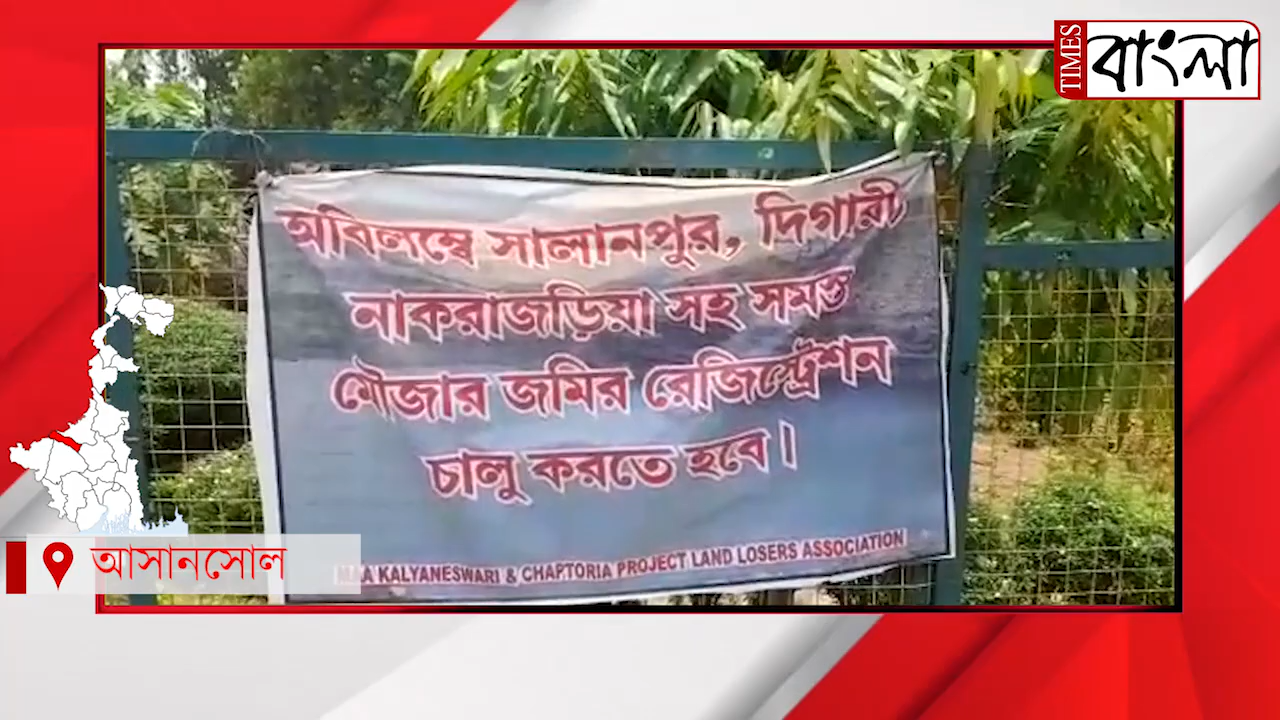 TIMES
বাংলা
অবিলম্বে সালানপুর, দিগারী
নাকরাজড়িয়া সহ সমস্ত
মৌজার জমির রেজিস্ট্রেশন
চালু করতে হবে।
MAA KALYANESWARI & CHAPTORIA PROJECT LAND LOSERS ASSOCIATION
আসানসোল